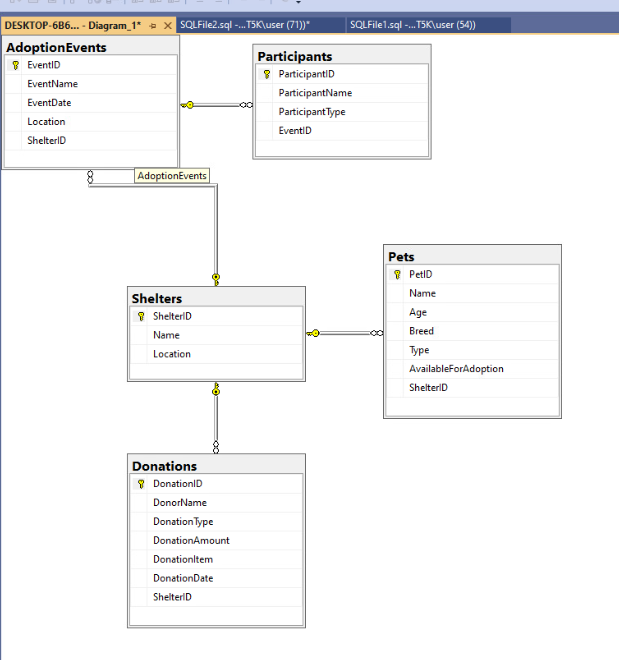 DESKTOP-6B6... - Diagram_1*
SQLFile2.sql -...T5K\user (71))*
SQLFile1.sql -...T5K\user (54))
AdoptionEvents
EventID
EventName
EventDate
Location
ShelterID
Participants
ParticipantID
ParticipantName
ParticipantType
EventID
AdoptionEvents
Shelters
ShelterID
Name
Location
Pets
PetID
Name
Age
Breed
Type
AvailableForAdoption
ShelterID
Donations
DonationID
DonorName
DonationType
DonationAmount
DonationItem
DonationDate
ShelterID